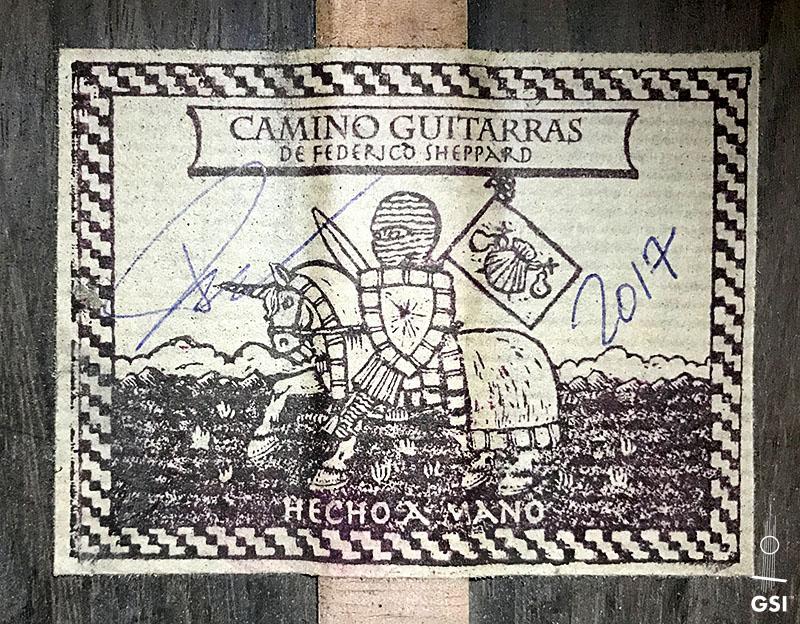 CAMINO GUITARRAS
DE FEDERICO SHEPPARD
2017
HECHO A MANO
GSI